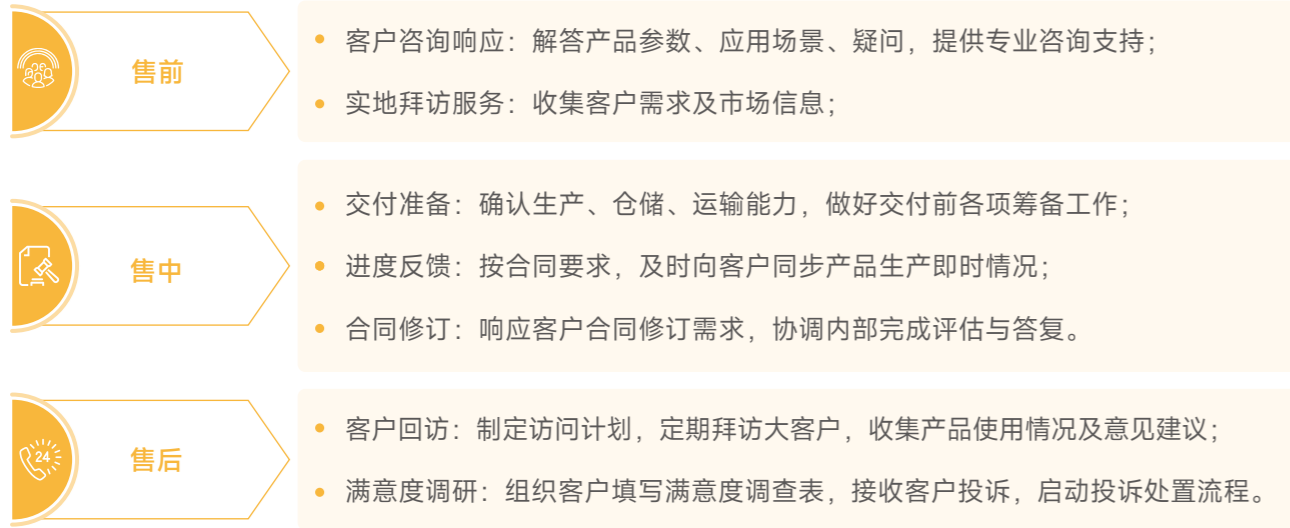 售前
客户咨询响应：解答产品参数、应用场景、疑问，提供专业咨询支持；
实地拜访服务：收集客户需求及市场信息；
售中
交付准备：确认生产、仓储、运输能力，做好交付前各项筹备工作；
进度反馈：按合同要求，及时向客户同步产品生产即时情况；
合同修订：响应客户合同修订需求，协调内部完成评估与答复。
24
售后
客户回访：制定访问计划，定期拜访大客户，收集产品使用情况及意见建议；
满意度调研：组织客户填写满意度调查表，接收客户投诉，启动投诉处置流程。